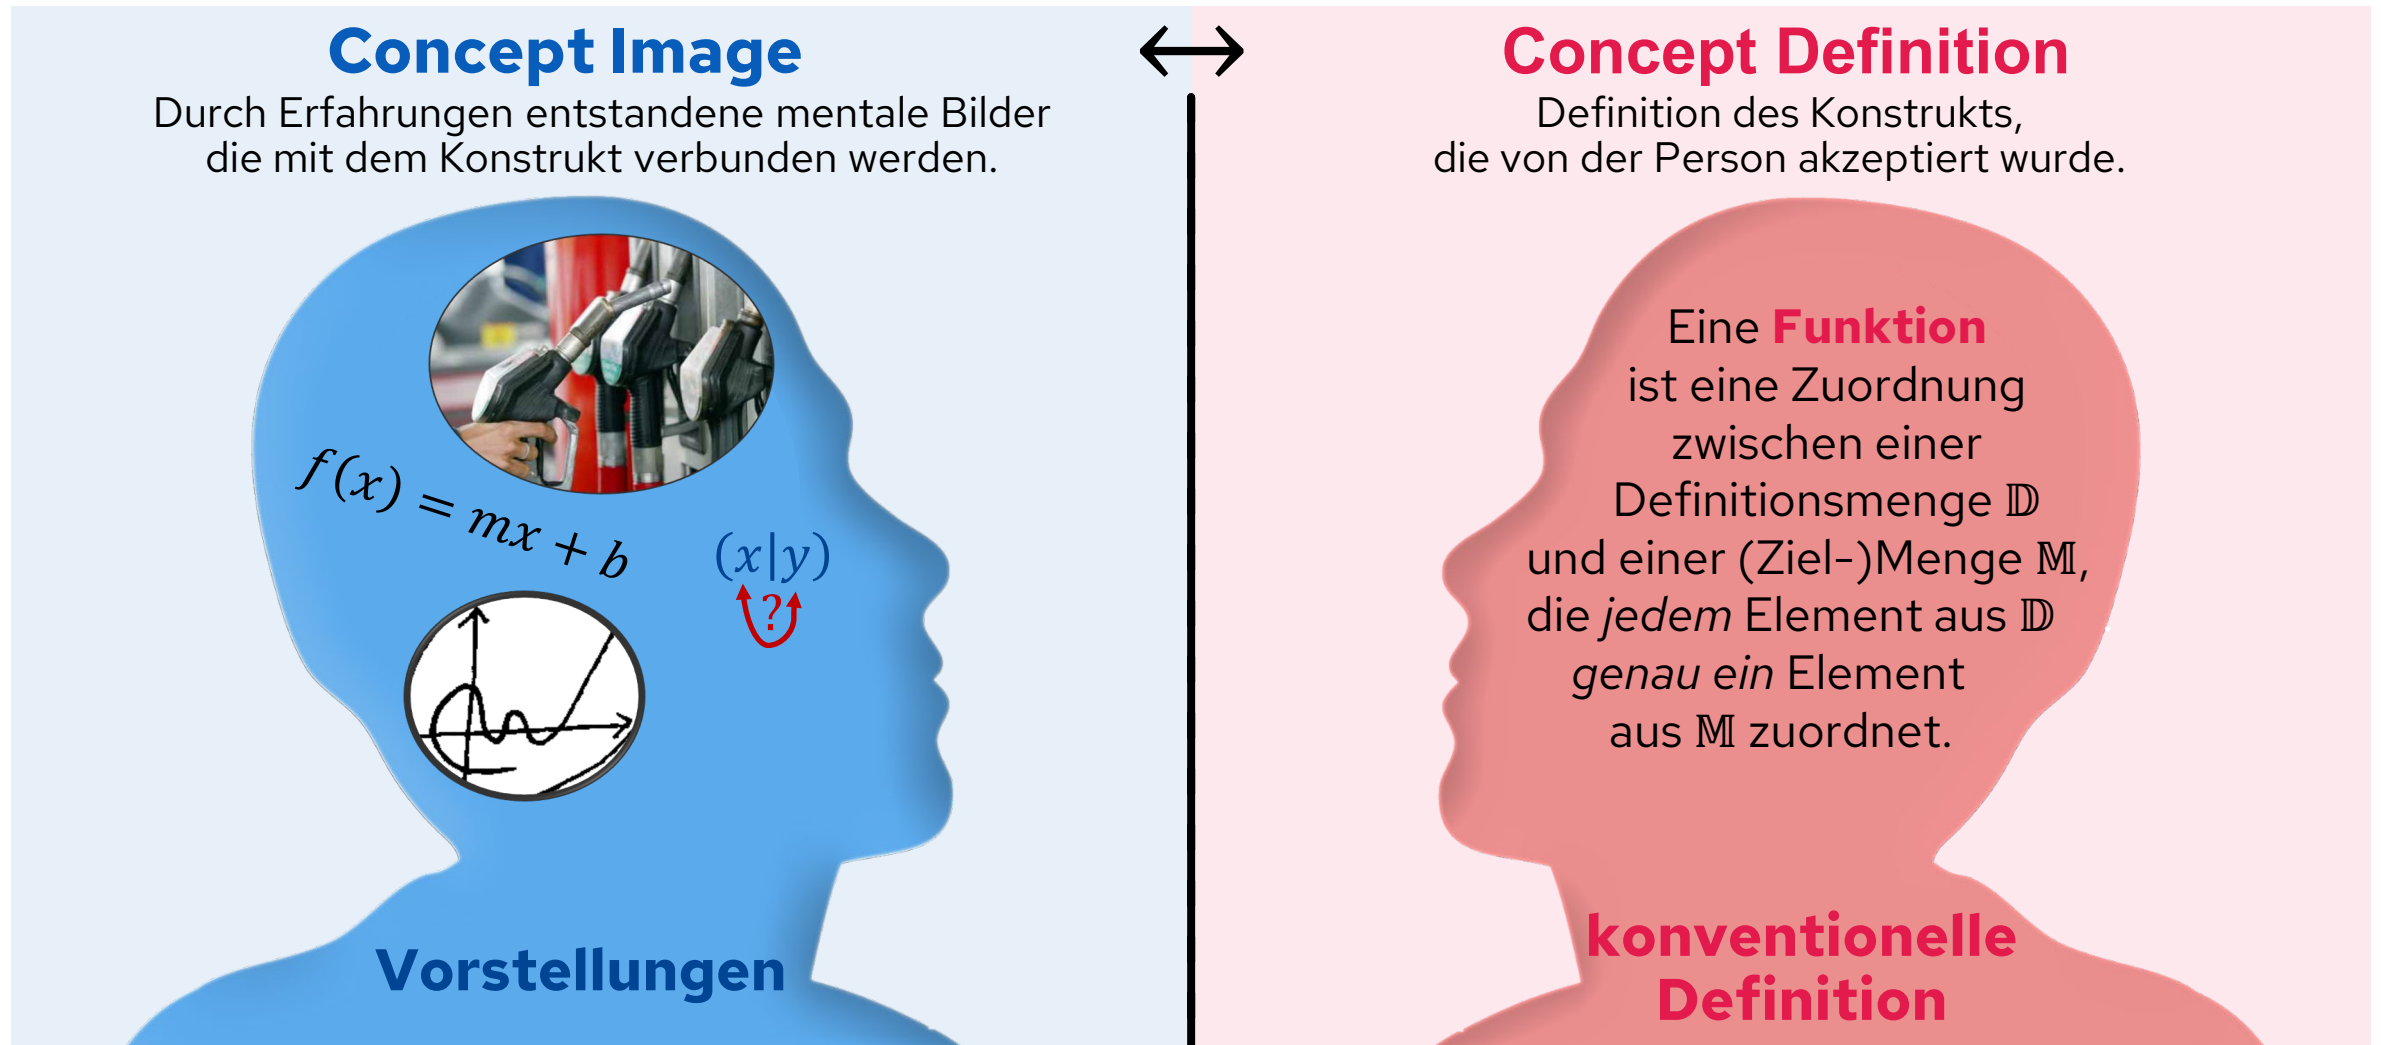 Concept Image
Durch Erfahrungen entstandene mentale Bilder
die mit dem Konstrukt verbunden werden.
f(x) = mx + b
(x|y)
?
Vorstellungen
↔
Concept Definition
Definition des Konstrukts,
die von der Person akzeptiert wurde.
Eine Funktion
ist eine Zuordnung
zwischen einer
Definitionsmenge 𝔻
und einer (Ziel-)Menge 𝕄,
die jedem Element aus 𝔻
genau ein Element
aus 𝕄 zuordnet.
konventionelle
Definition